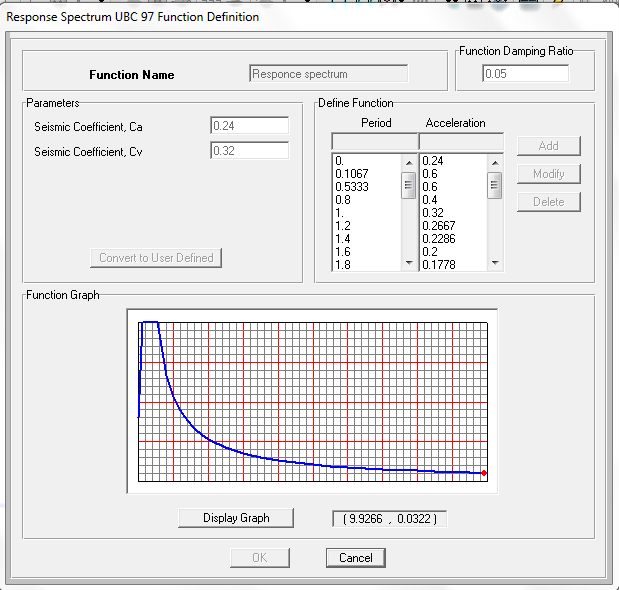 Response Spectrum UBC 97 Function Definition
Function Name
Responce spectrum
Function Damping Ratio
0.05
Parameters
Seismic Coefficient, Ca
0.24
Seismic Coefficient, Cv
0.32
Convert to User Defined
Define Function
Period Acceleration
0. 0.24
0.1067 0.6
0.5333 0.6
0.8 0.4
1. 0.32
1.2 0.2667
1.4 0.2286
1.6 0.2
1.8 0.1778
Add
Modify
Delete
Function Graph
Display Graph
( 9.9266 , 0.0322 )
OK
Cancel